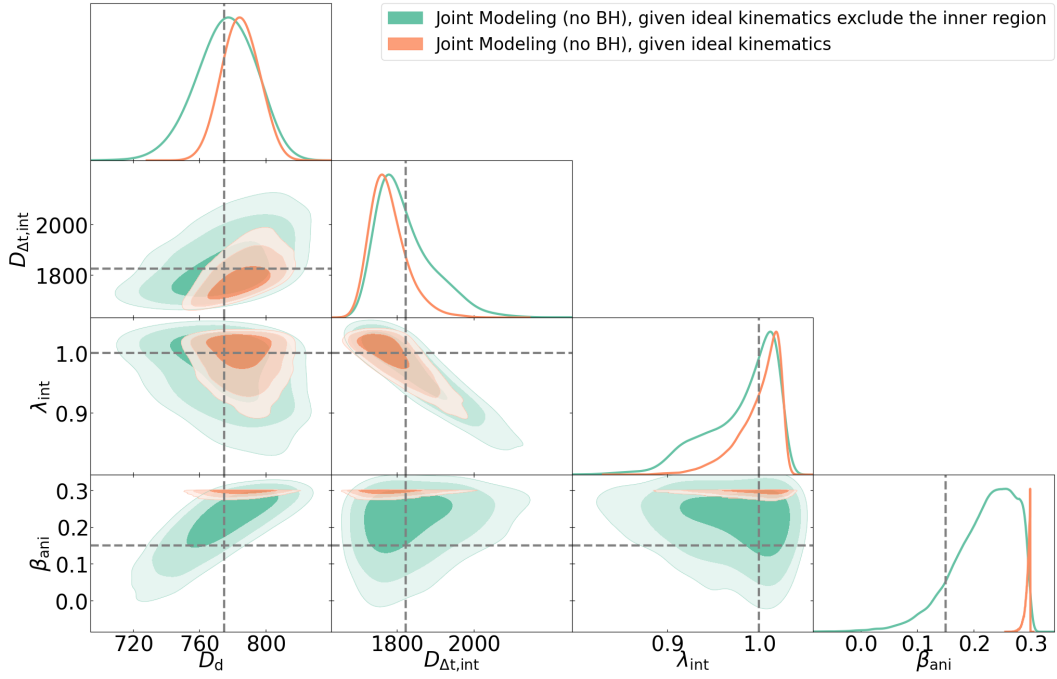 Joint Modeling (no BH), given ideal kinematics exclude the inner region
Joint Modeling (no BH), given ideal kinematics
D_Δt,int
2000
1800
λ_int
1.0
0.9
β_ani
0.3
0.2
0.1
0.0
720 760 800
1800 2000
0.9 1.0
0.0 0.1 0.2 0.3
D_d
D_Δt,int
λ_int
β_ani